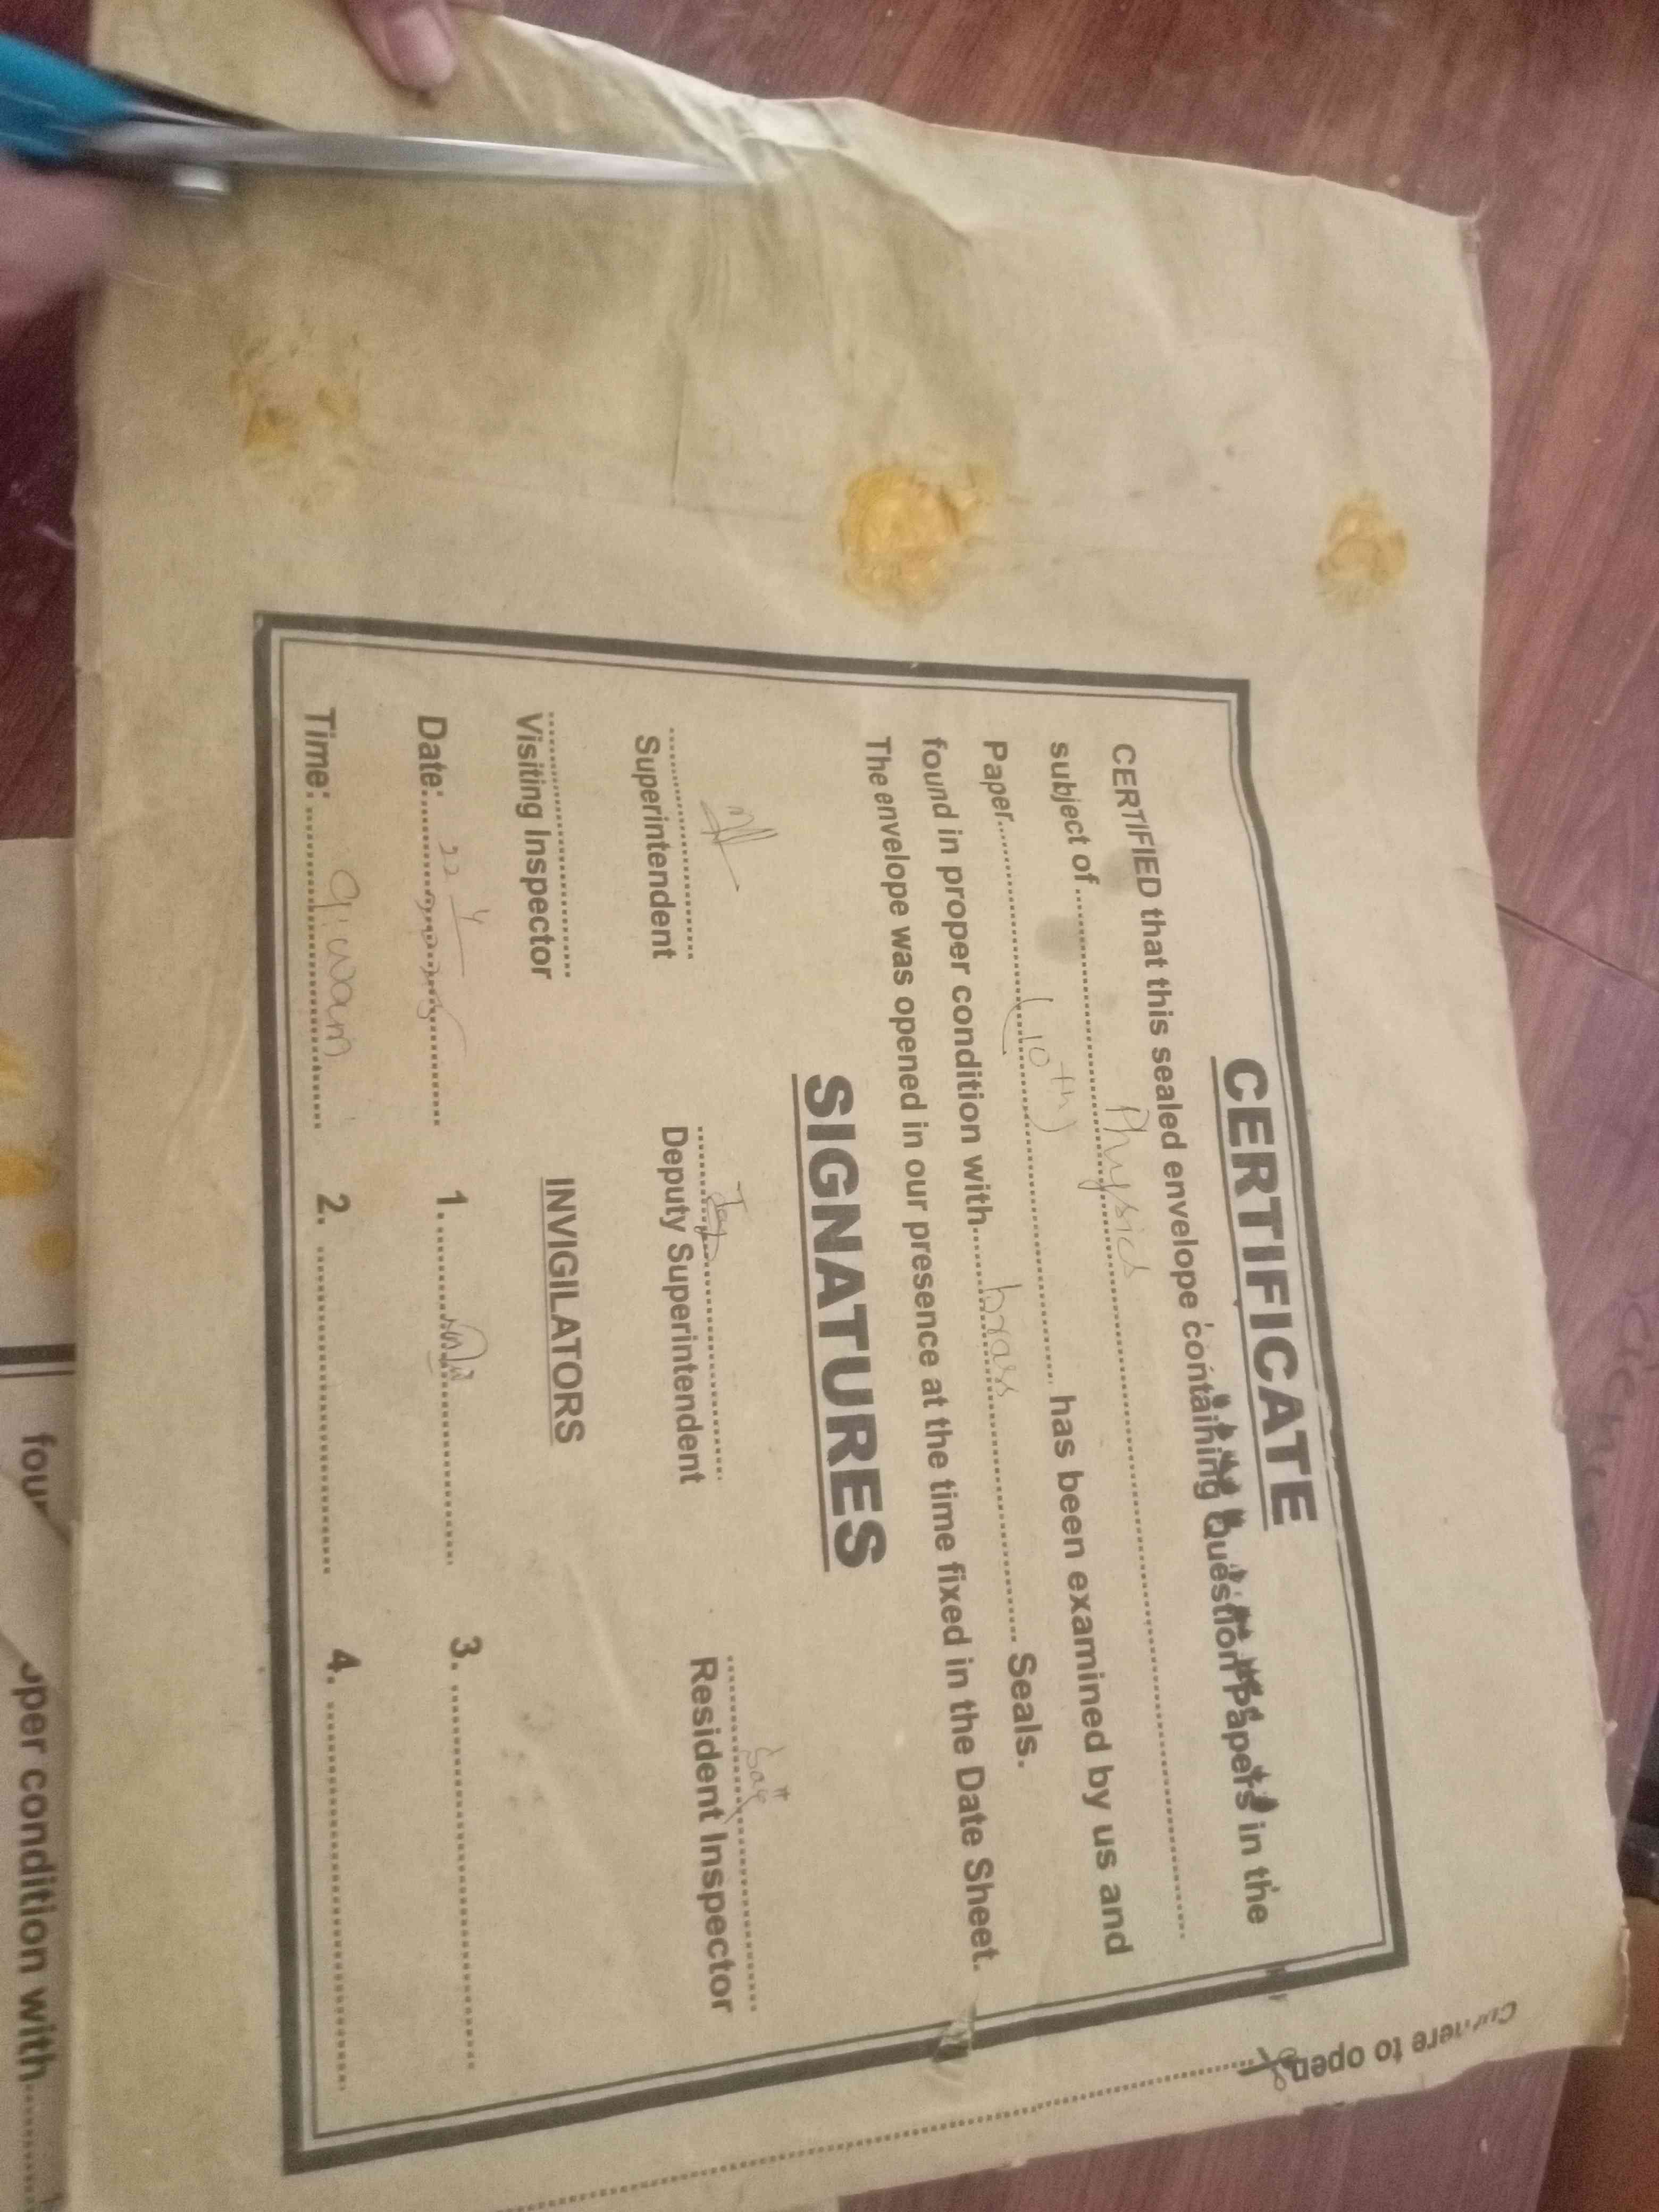 CERTIFICATE
CERTIFIED that this sealed envelope containing Question Papers in the
subject of Physics
Paper (10th) has been examined by us and
found in proper condition with brass Seals.
The envelope was opened in our presence at the time fixed in the Date Sheet.
SIGNATURES
Superintendent Deputy Superintendent Resident Inspector
Visiting Inspector INVIGILATORS
Date: 22/4 1. 3.
Time: 2. 4.
Cut here to open
four
oper condition with